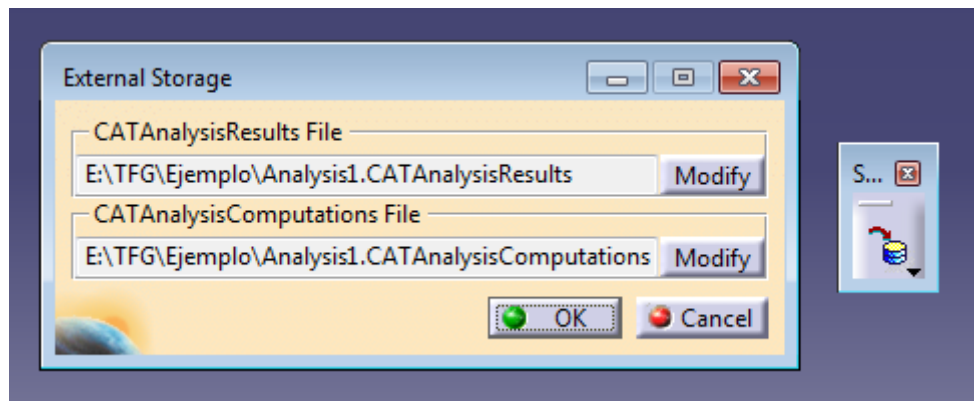 External Storage
CATAnalysisResults File
E:\TFG\Ejemplo\Analysis1.CATAnalysisResults Modify
CATAnalysisComputations File
E:\TFG\Ejemplo\Analysis1.CATAnalysisComputations Modify
OK Cancel
S...